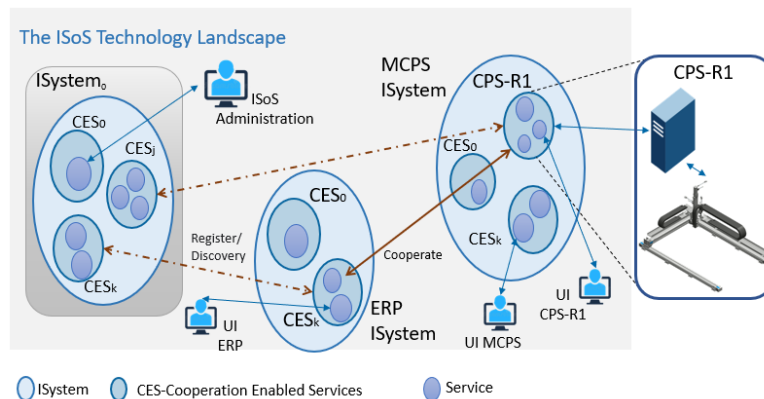 The ISoS Technology Landscape
ISystem₀
CES₀
CESⱼ
CESₖ
ISoS
Administration
Register/
Discovery
CES₀
CESₖ
ERP
ISystem
UI
ERP
Cooperate
MCPS
ISystem
CPS-R1
CES₀
CESₖ
UI MCPS
UI
CPS-R1
CPS-R1
ISystem
CES-Cooperation Enabled Services
Service